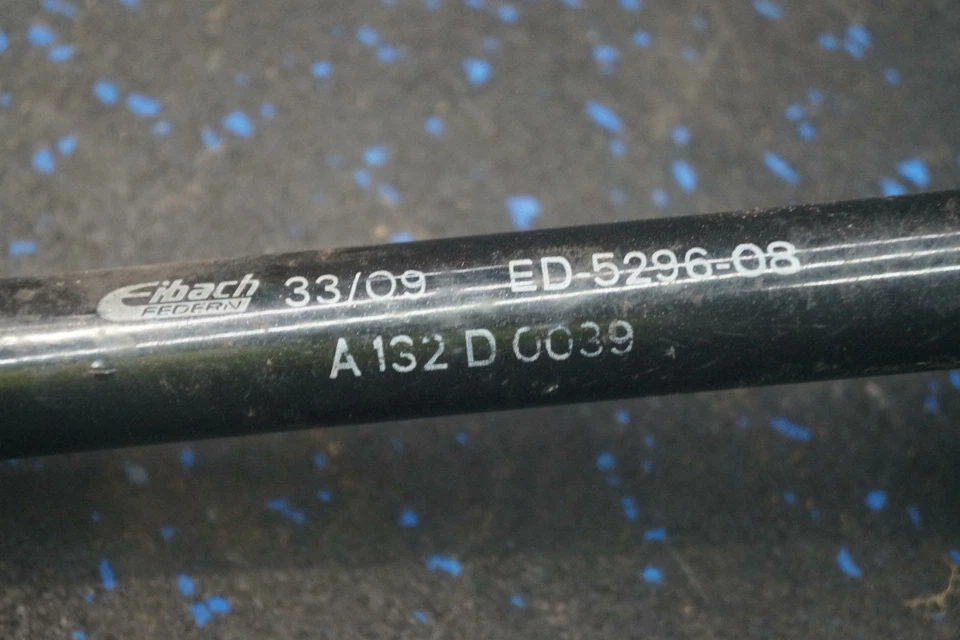 Eibach 33/09 ED-5296-08
FEDERN
A 132 D 0039